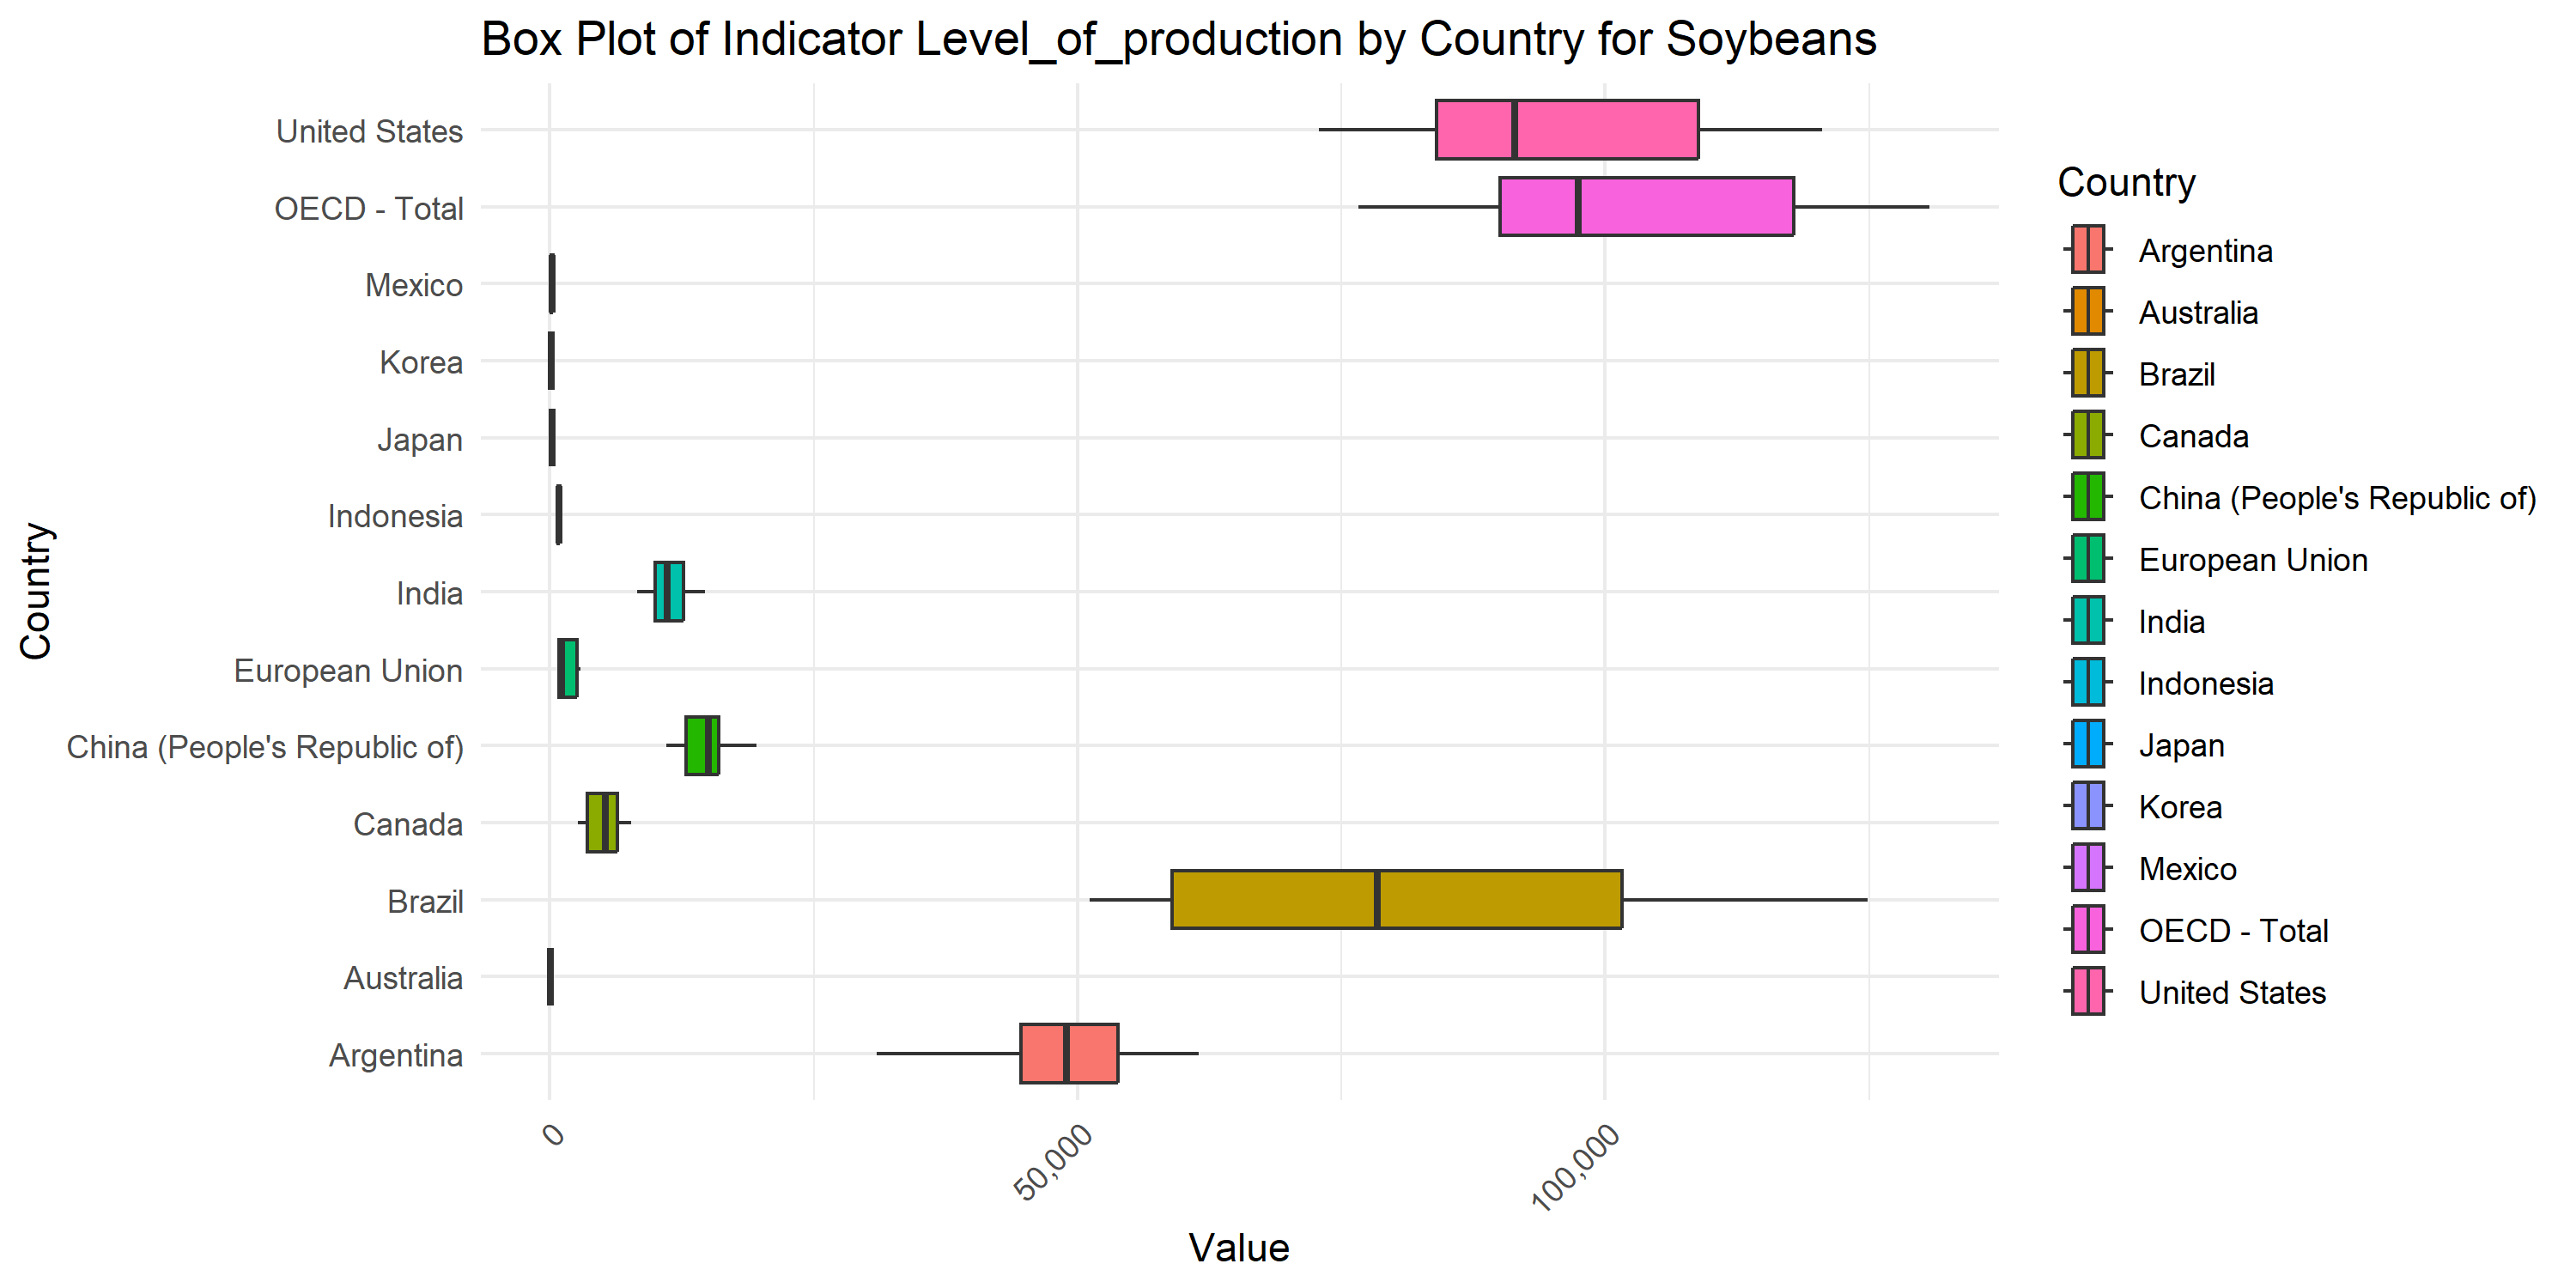 Box Plot of Indicator Level_of_production by Country for Soybeans
United States
OECD - Total
Mexico
Korea
Japan
Indonesia
India
European Union
China (People's Republic of)
Canada
Brazil
Australia
Argentina
Country
0
50,000
100,000
Value
Country
Argentina
Australia
Brazil
Canada
China (People's Republic of)
European Union
India
Indonesia
Japan
Korea
Mexico
OECD - Total
United States